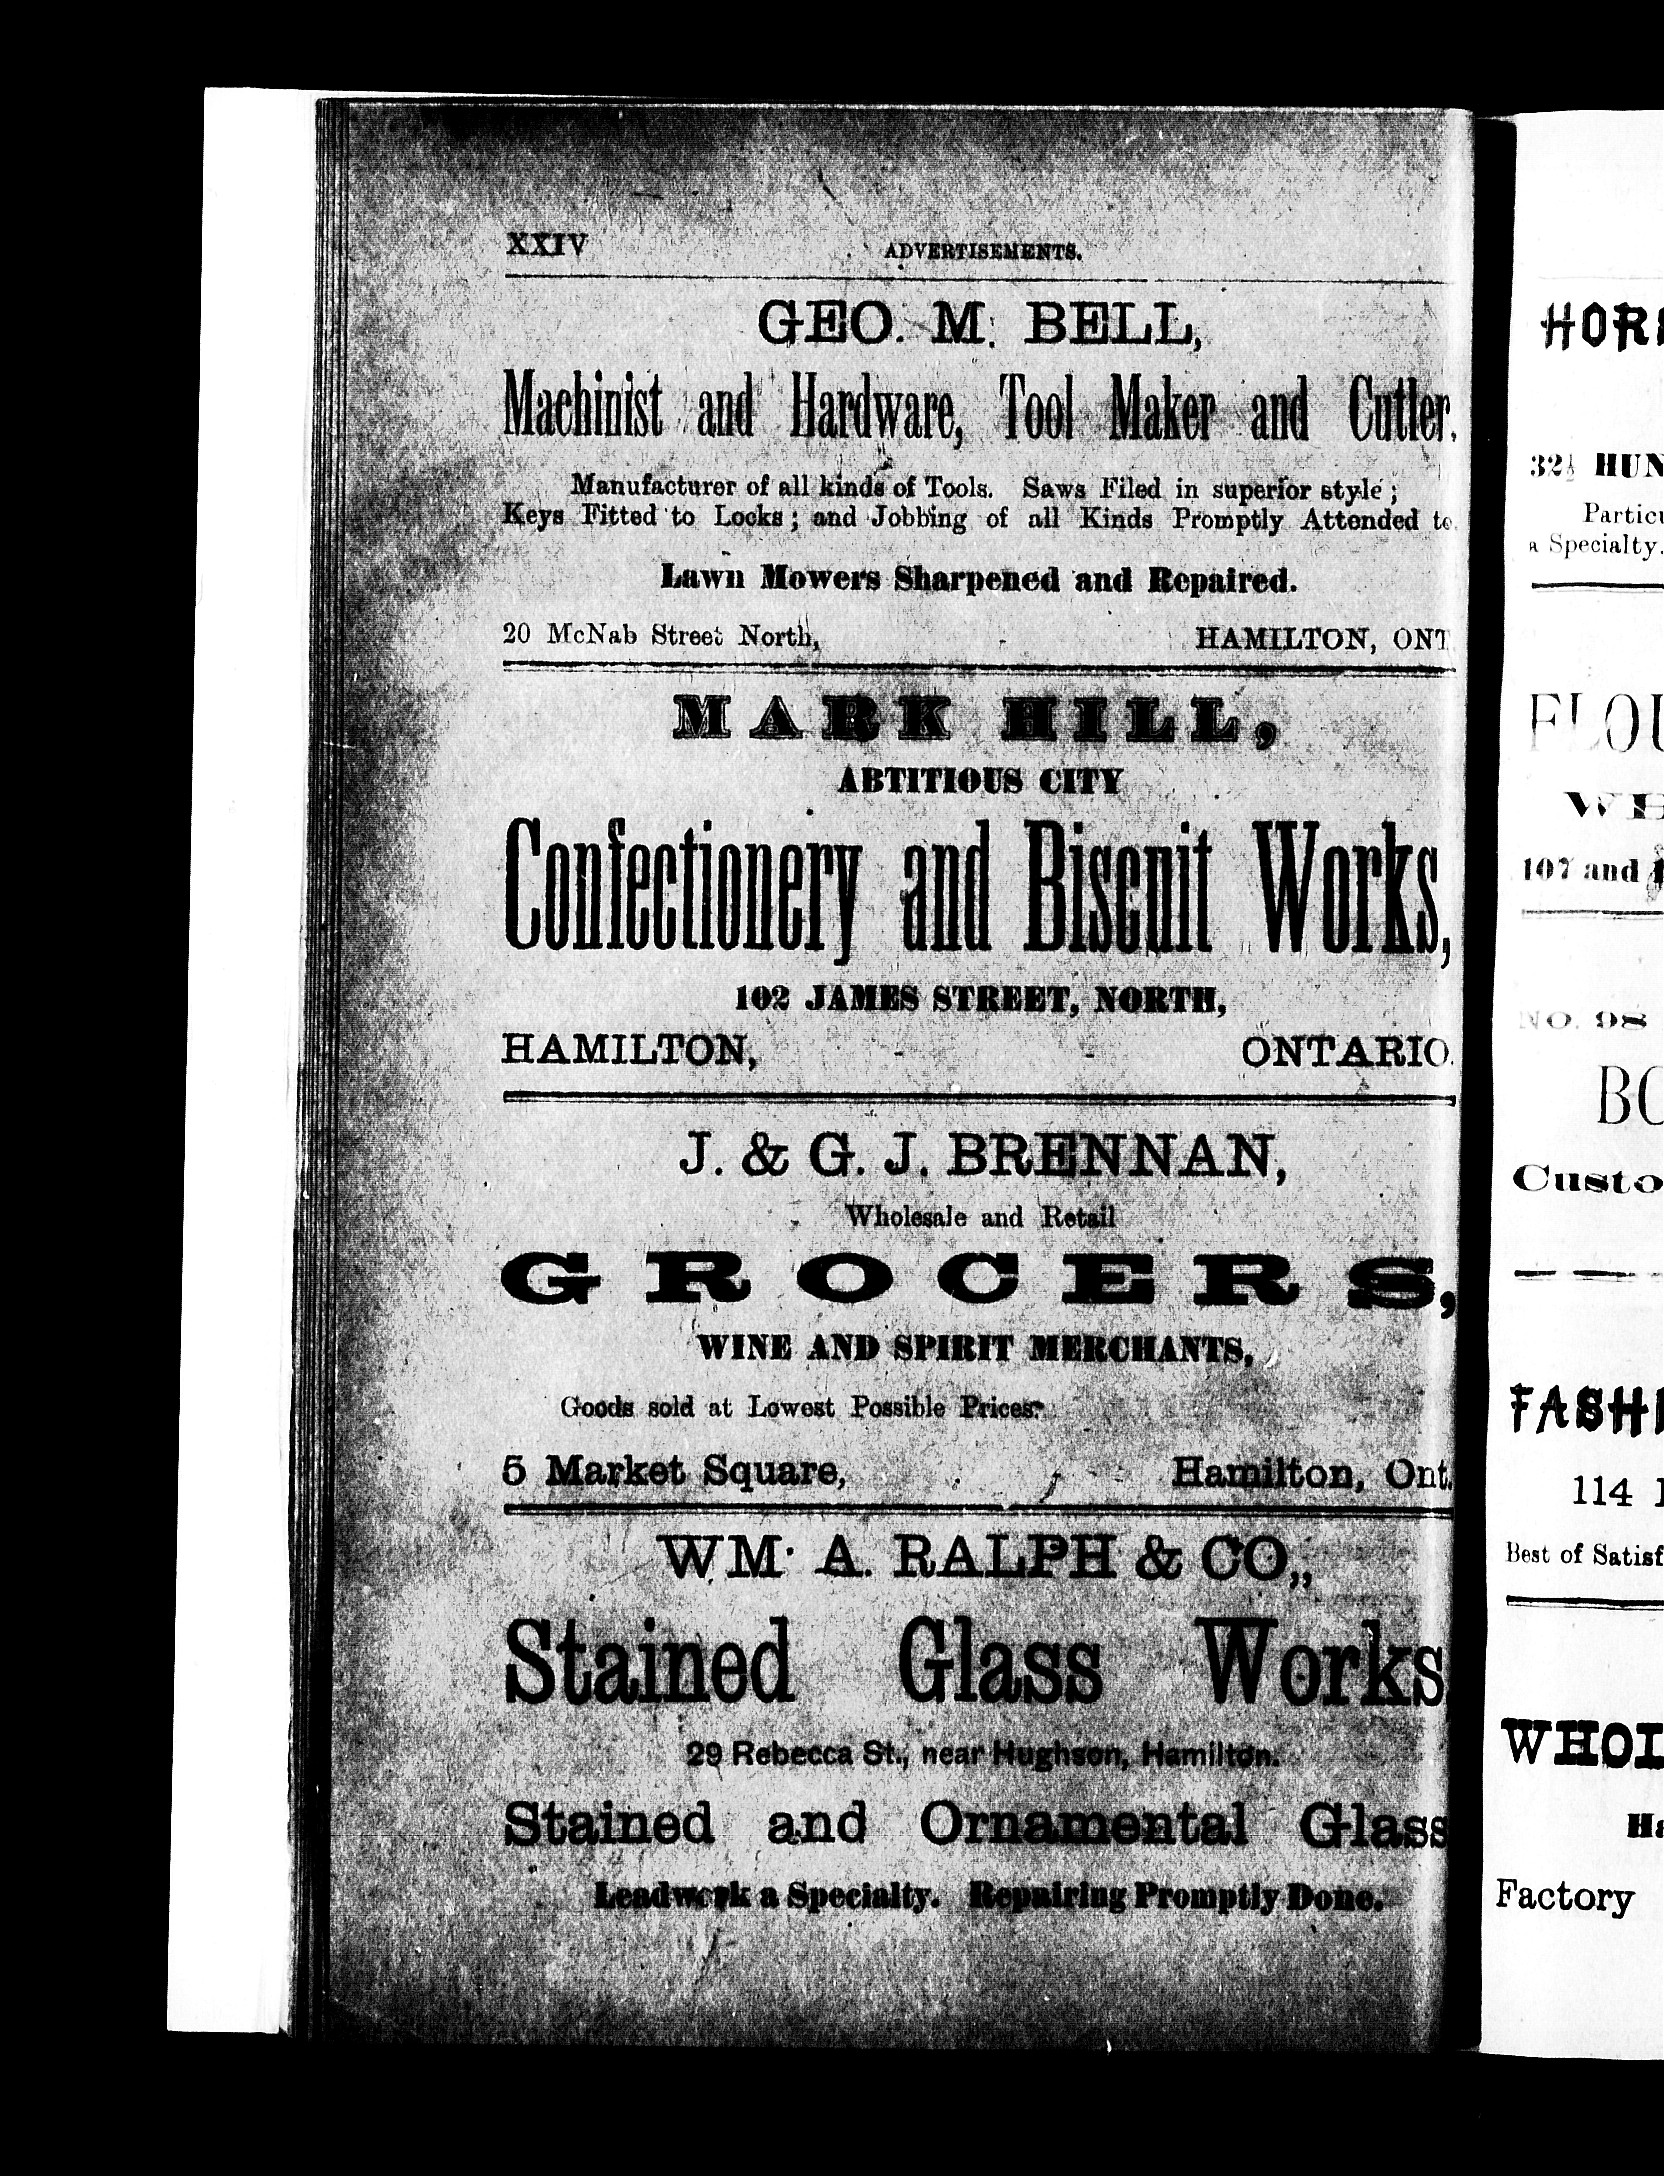 XXIV ADVERTISEMENTS.
GEO. M. BELL,
Machinist and Hardware, Tool Maker and Cutler.
Manufacturer of all kinds of Tools. Saws Filed in superior style;
Keys Fitted to Locks; and Jobbing of all Kinds Promptly Attended to.
Lawn Mowers Sharpened and Repaired.
20 McNab Street North, - HAMILTON, ONT
MARK HILL,
ABTITIOUS CITY
Confectionery and Biscuit Works,
102 JAMES STREET, NORTH,
HAMILTON, - - ONTARIO.
J. & G. J. BRENNAN,
Wholesale and Retail
GROCERS,
WINE AND SPIRIT MERCHANTS,
Goods sold at Lowest Possible Prices.
5 Market Square, - - Hamilton, Ont.
WM. A. RALPH & CO.,
Stained Glass Works
29 Rebecca St., near Hughson, Hamilton.
Stained and Ornamental Glass
Leadwork a Specialty. Repairing Promptly Done.
HORS
32½ HUN
Particu
a Specialty.
FLOU
WH
107 and
NO. 98
BO
Custo
FASHI
114
Best of Satisf
WHOL
Ha
Factory